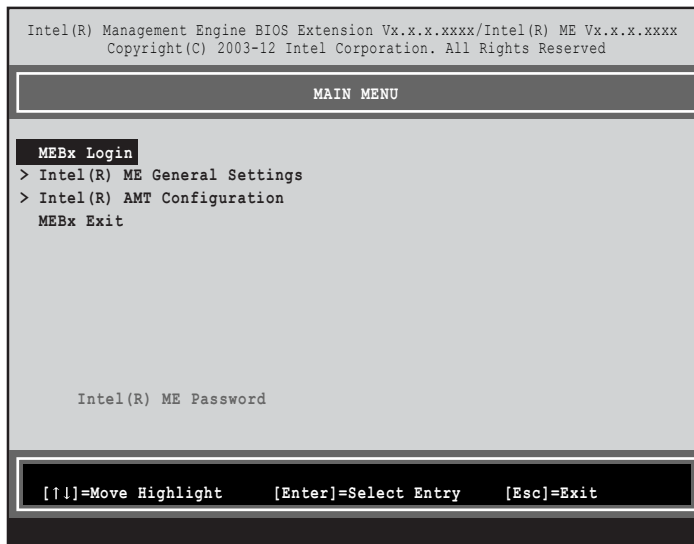 Intel(R) Management Engine BIOS Extension Vx.x.x.xxxx/Intel(R) ME Vx.x.x.xxxx
Copyright(C) 2003-12 Intel Corporation. All Rights Reserved
MAIN MENU
MEBx Login
> Intel(R) ME General Settings
> Intel(R) AMT Configuration
MEBx Exit
Intel(R) ME Password
[↑↓]=Move Highlight [Enter]=Select Entry [Esc]=Exit